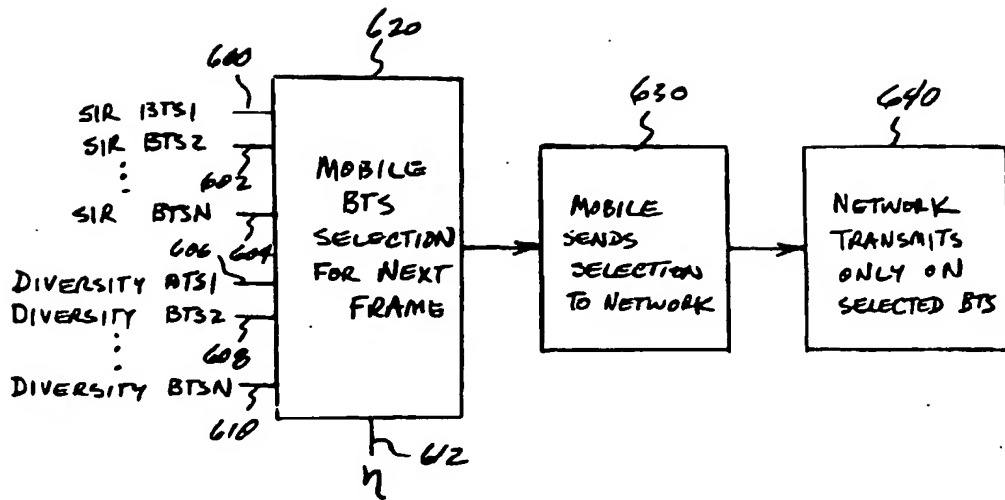 620
600
SIR BTS1
SIR BTS2
602
⋮
SIR BTSN
604
606
DIVERSITY BTS1
DIVERSITY BTS2
608
⋮
DIVERSITY BTSN
610
MOBILE
BTS
SELECTION
FOR NEXT
FRAME
612
η
630
MOBILE
SENDS
SELECTION
TO NETWORK
640
NETWORK
TRANSMITS
ONLY ON
SELECTED BTS